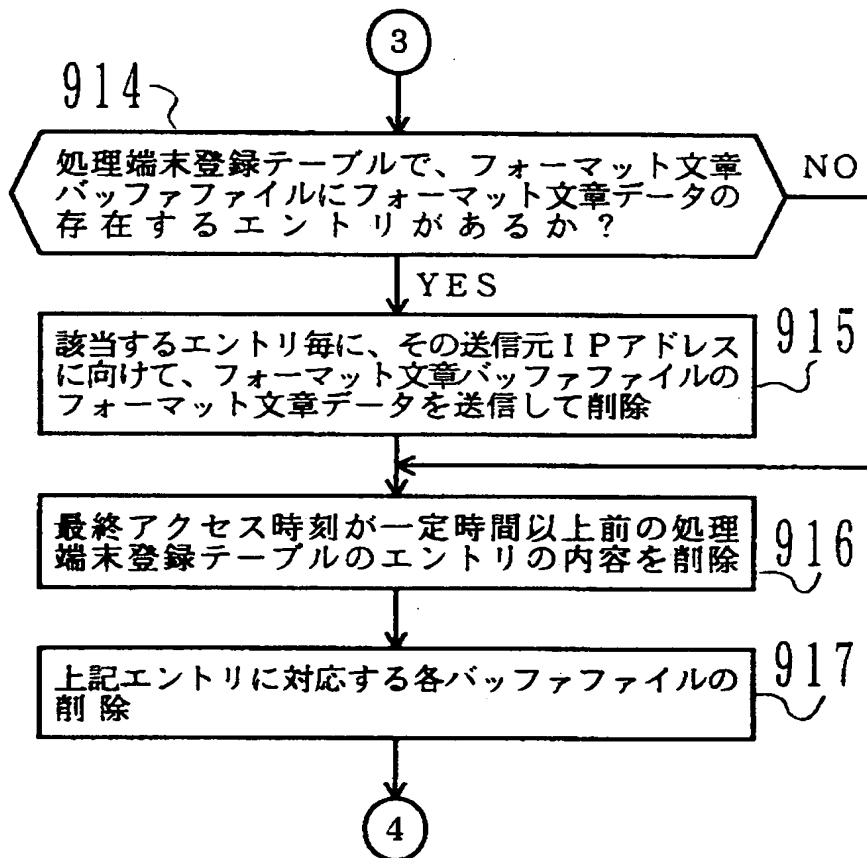 3
914
処理端末登録テーブルで、フォーマット文章
バッファファイルにフォーマット文章データの
存在するエントリがあるか？
NO
YES
該当するエントリ毎に、その送信元IPアドレス
に向けて、フォーマット文章バッファファイルの
フォーマット文章データを送信して削除
915
最終アクセス時刻が一定時間以上前の処理
端末登録テーブルのエントリの内容を削除
916
上記エントリに対応する各バッファファイルの
削除
917
4